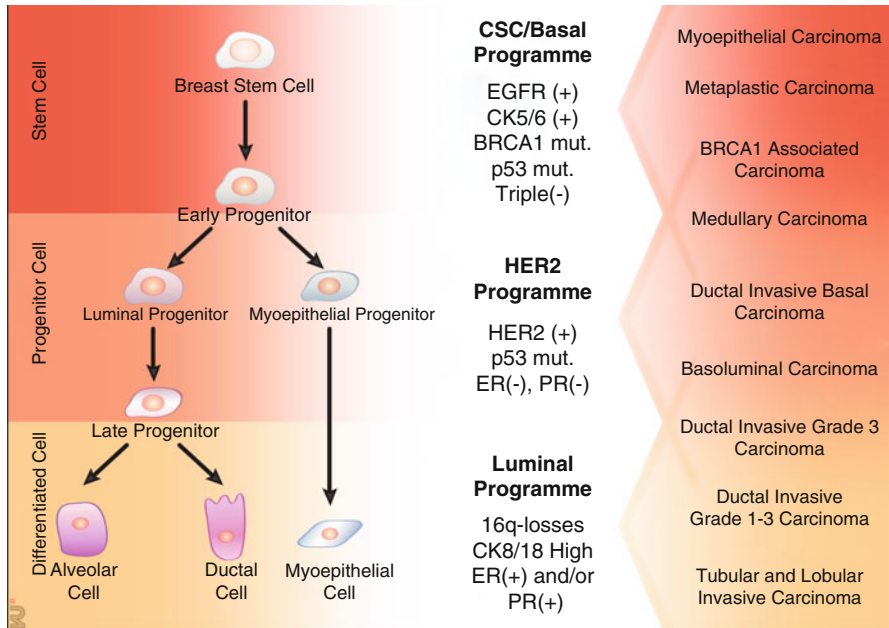 Stem Cell
Breast Stem Cell
Early Progenitor
Progenitor Cell
Luminal Progenitor
Myoepithelial Progenitor
Late Progenitor
Differentiated Cell
Alveolar
Cell
Ductal
Cell
Myoepithelial
Cell
CSC/Basal
Programme
EGFR (+)
CK5/6 (+)
BRCA1 mut.
p53 mut.
Triple(-)
HER2
Programme
HER2 (+)
p53 mut.
ER(-), PR(-)
Luminal
Programme
16q-losses
CK8/18 High
ER(+) and/or
PR(+)
Myoepithelial Carcinoma
Metaplastic Carcinoma
BRCA1 Associated
Carcinoma
Medullary Carcinoma
Ductal Invasive Basal
Carcinoma
Basoluminal Carcinoma
Ductal Invasive Grade 3
Carcinoma
Ductal Invasive
Grade 1-3 Carcinoma
Tubular and Lobular
Invasive Carcinoma